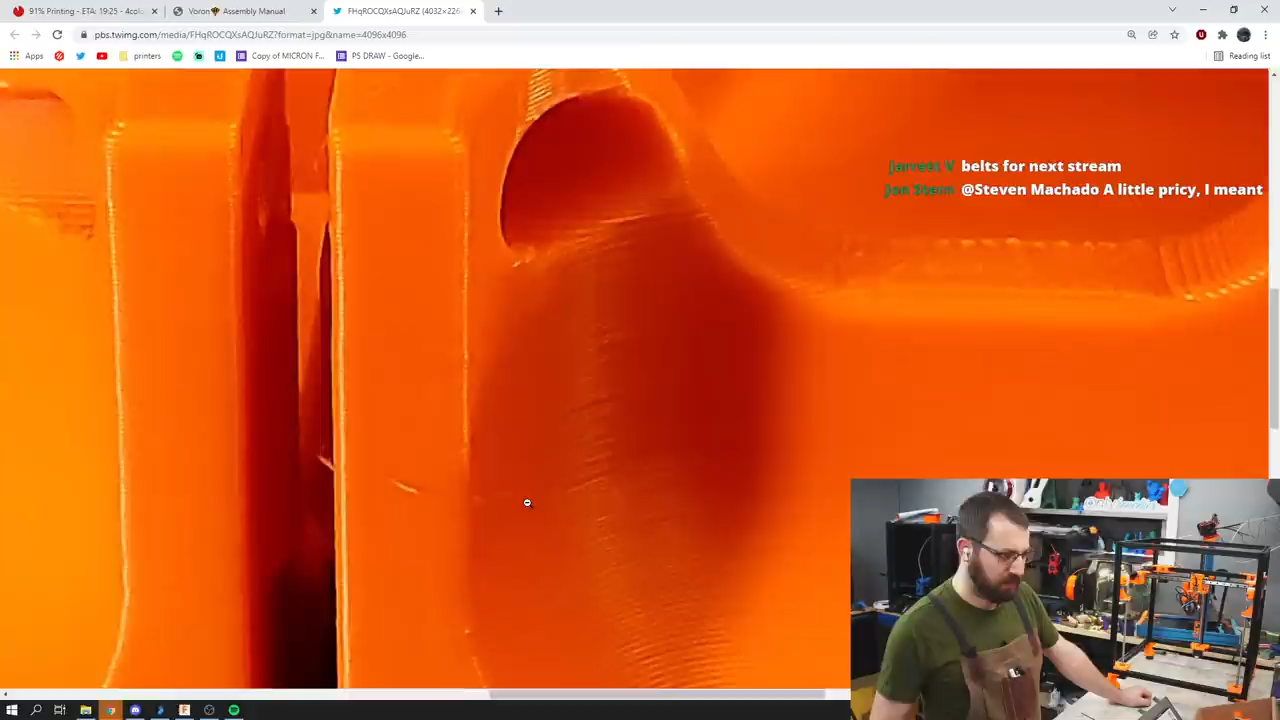 91% Printing - ETA: 19:25 - 4colo
Voron Assembly Manual
FHqROCQXsAQJuRZ (4032×226
pbs.twimg.com/media/FHqROCQXsAQJuRZ?format=jpg&name=4096x4096
Apps
printers
Copy of MICRON F...
PS DRAW - Google...
Reading list
Jarrett V belts for next stream
Jon Stem @Steven Machado A little pricy, I meant